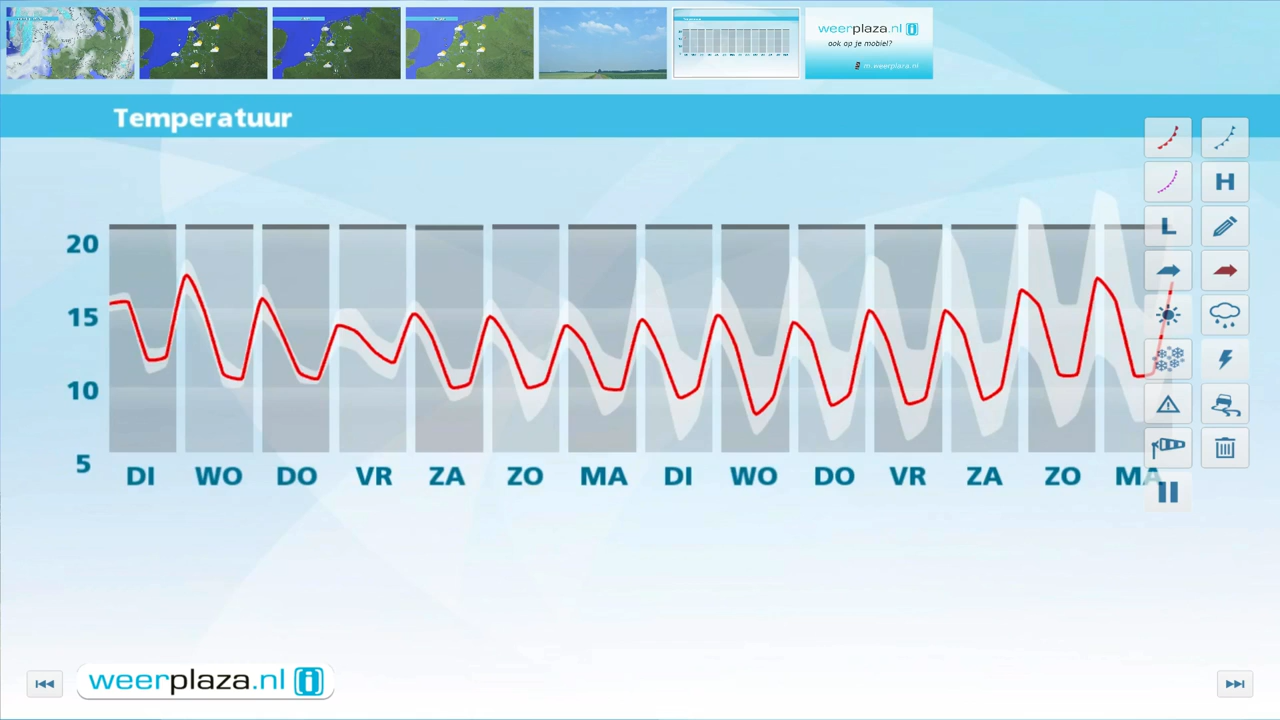 weerplaza.nl
ook op je mobiel?
m.weerplaza.nl
Temperatuur
H
L
20
15
10
5
DI WO DO VR ZA ZO MA DI WO DO VR ZA ZO MA
weerplaza.nl